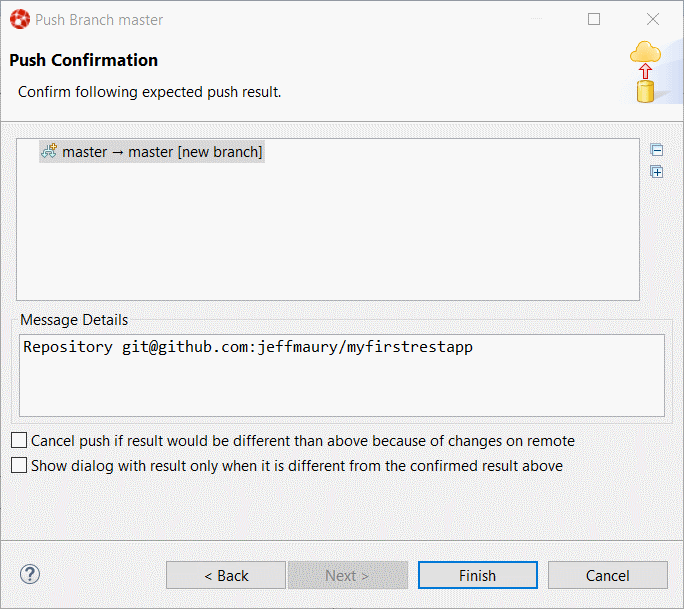 Push Branch master
Push Confirmation
Confirm following expected push result.
master → master [new branch]
Message Details
Repository git@github.com:jeffmaury/myfirstrestapp
Cancel push if result would be different than above because of changes on remote
Show dialog with result only when it is different from the confirmed result above
? < Back Next > Finish Cancel